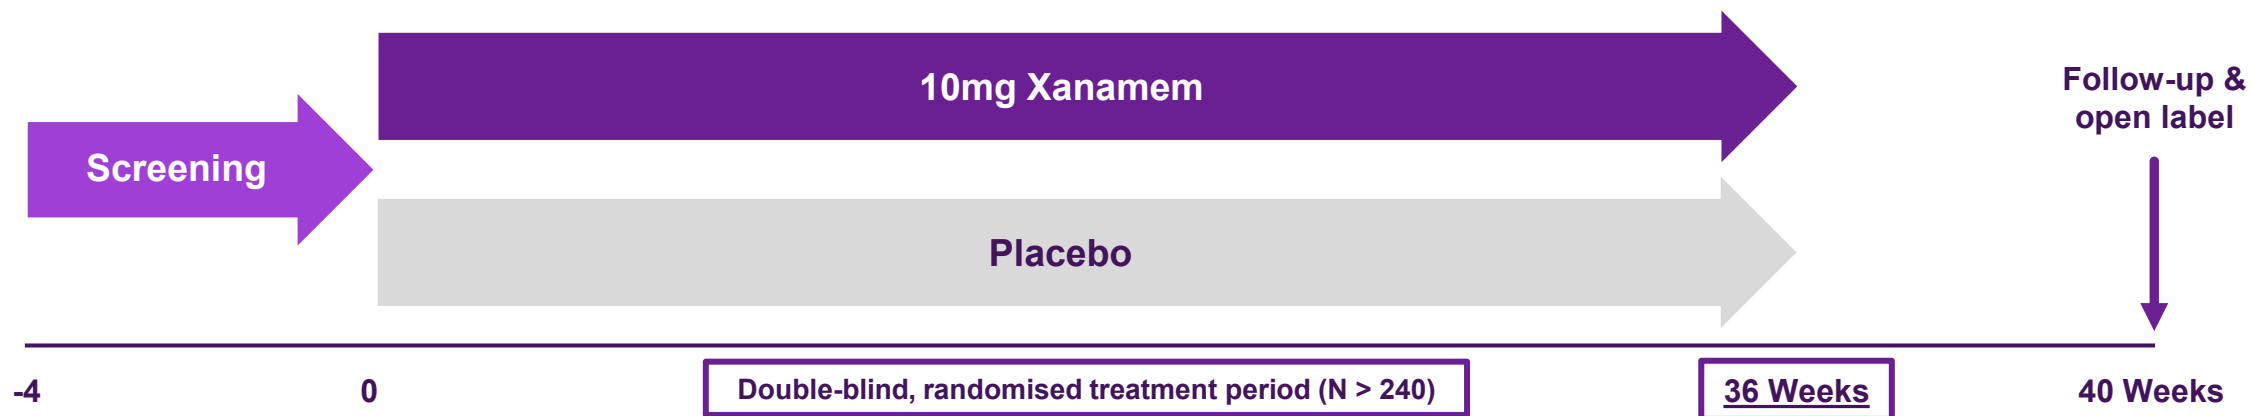 10mg Xanamem
Follow-up &
open label
Screening
Placebo
-4
0
Double-blind, randomised treatment period (N > 240)
36 Weeks
40 Weeks